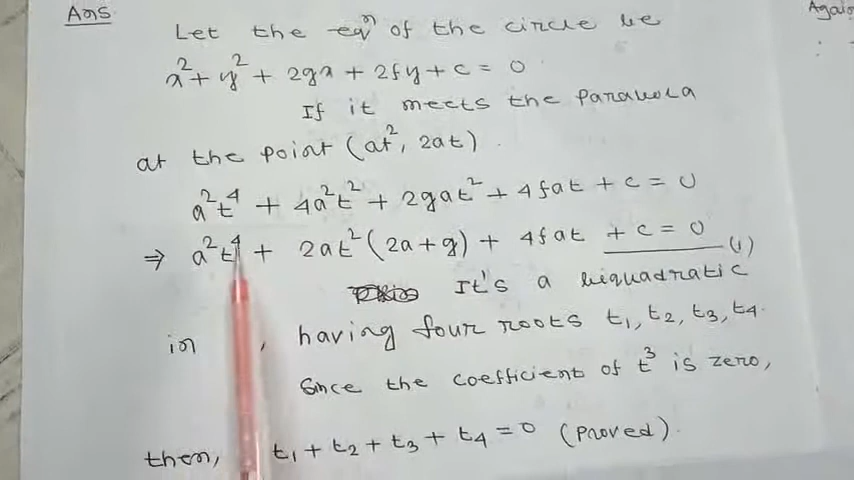 Ans
Again
Let the eqⁿ of the circle be
x² + y² + 2gx + 2fy + c = 0
If it meets the parabola
at the point (at², 2at).
a²t⁴ + 4a²t² + 2gat² + 4fat + c = 0
⇒ a²t⁴ + 2at²(2a+g) + 4fat + c = 0 (1)
It's a biquadratic
in , having four roots t₁, t₂, t₃, t₄.
Since the coefficient of t³ is zero,
then, t₁ + t₂ + t₃ + t₄ = 0 (Proved).